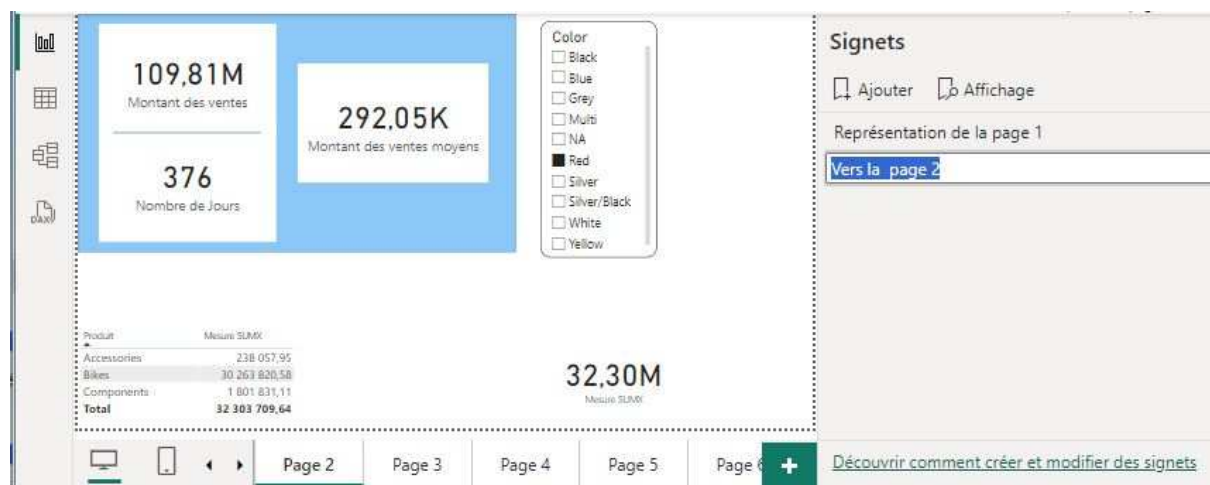 109,81M
Montant des ventes
376
Nombre de Jours
292,05K
Montant des ventes moyens
Color
Black
Blue
Grey
Multi
NA
Red
Silver
Silver/Black
White
Yellow
Produit Mesure SUMX
Accessories 238 057,95
Bikes 30 263 820,58
Components 1 801 831,11
Total 32 303 709,64
32,30M
Mesure SUMX
Page 2 Page 3 Page 4 Page 5 Page 6 +
Signets
Ajouter Affichage
Représentation de la page 1
Vers la page 2
Découvrir comment créer et modifier des signets
DAX